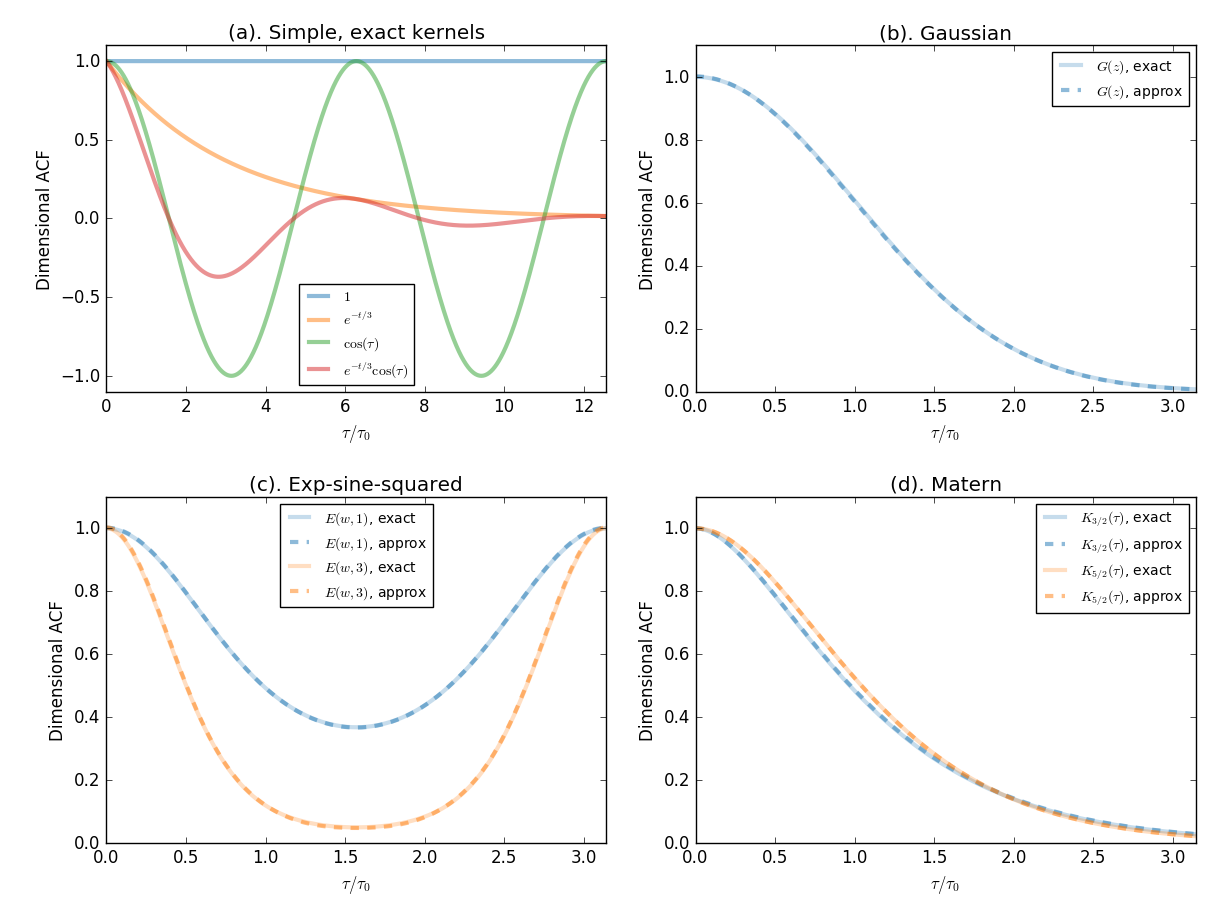 (a). Simple, exact kernels
1.0
0.5
0.0
−0.5
−1.0
Dimensional ACF
1
e^{−t/3}
cos(τ)
e^{−t/3}cos(τ)
0 2 4 6 8 10 12
τ/τ₀
(b). Gaussian
1.0
0.8
0.6
0.4
0.2
0.0
Dimensional ACF
G(z), exact
G(z), approx
0.0 0.5 1.0 1.5 2.0 2.5 3.0
τ/τ₀
(c). Exp-sine-squared
1.0
0.8
0.6
0.4
0.2
0.0
Dimensional ACF
E(w, 1), exact
E(w, 1), approx
E(w, 3), exact
E(w, 3), approx
0.0 0.5 1.0 1.5 2.0 2.5 3.0
τ/τ₀
(d). Matern
1.0
0.8
0.6
0.4
0.2
0.0
Dimensional ACF
K_{3/2}(τ), exact
K_{3/2}(τ), approx
K_{5/2}(τ), exact
K_{5/2}(τ), approx
0.0 0.5 1.0 1.5 2.0 2.5 3.0
τ/τ₀